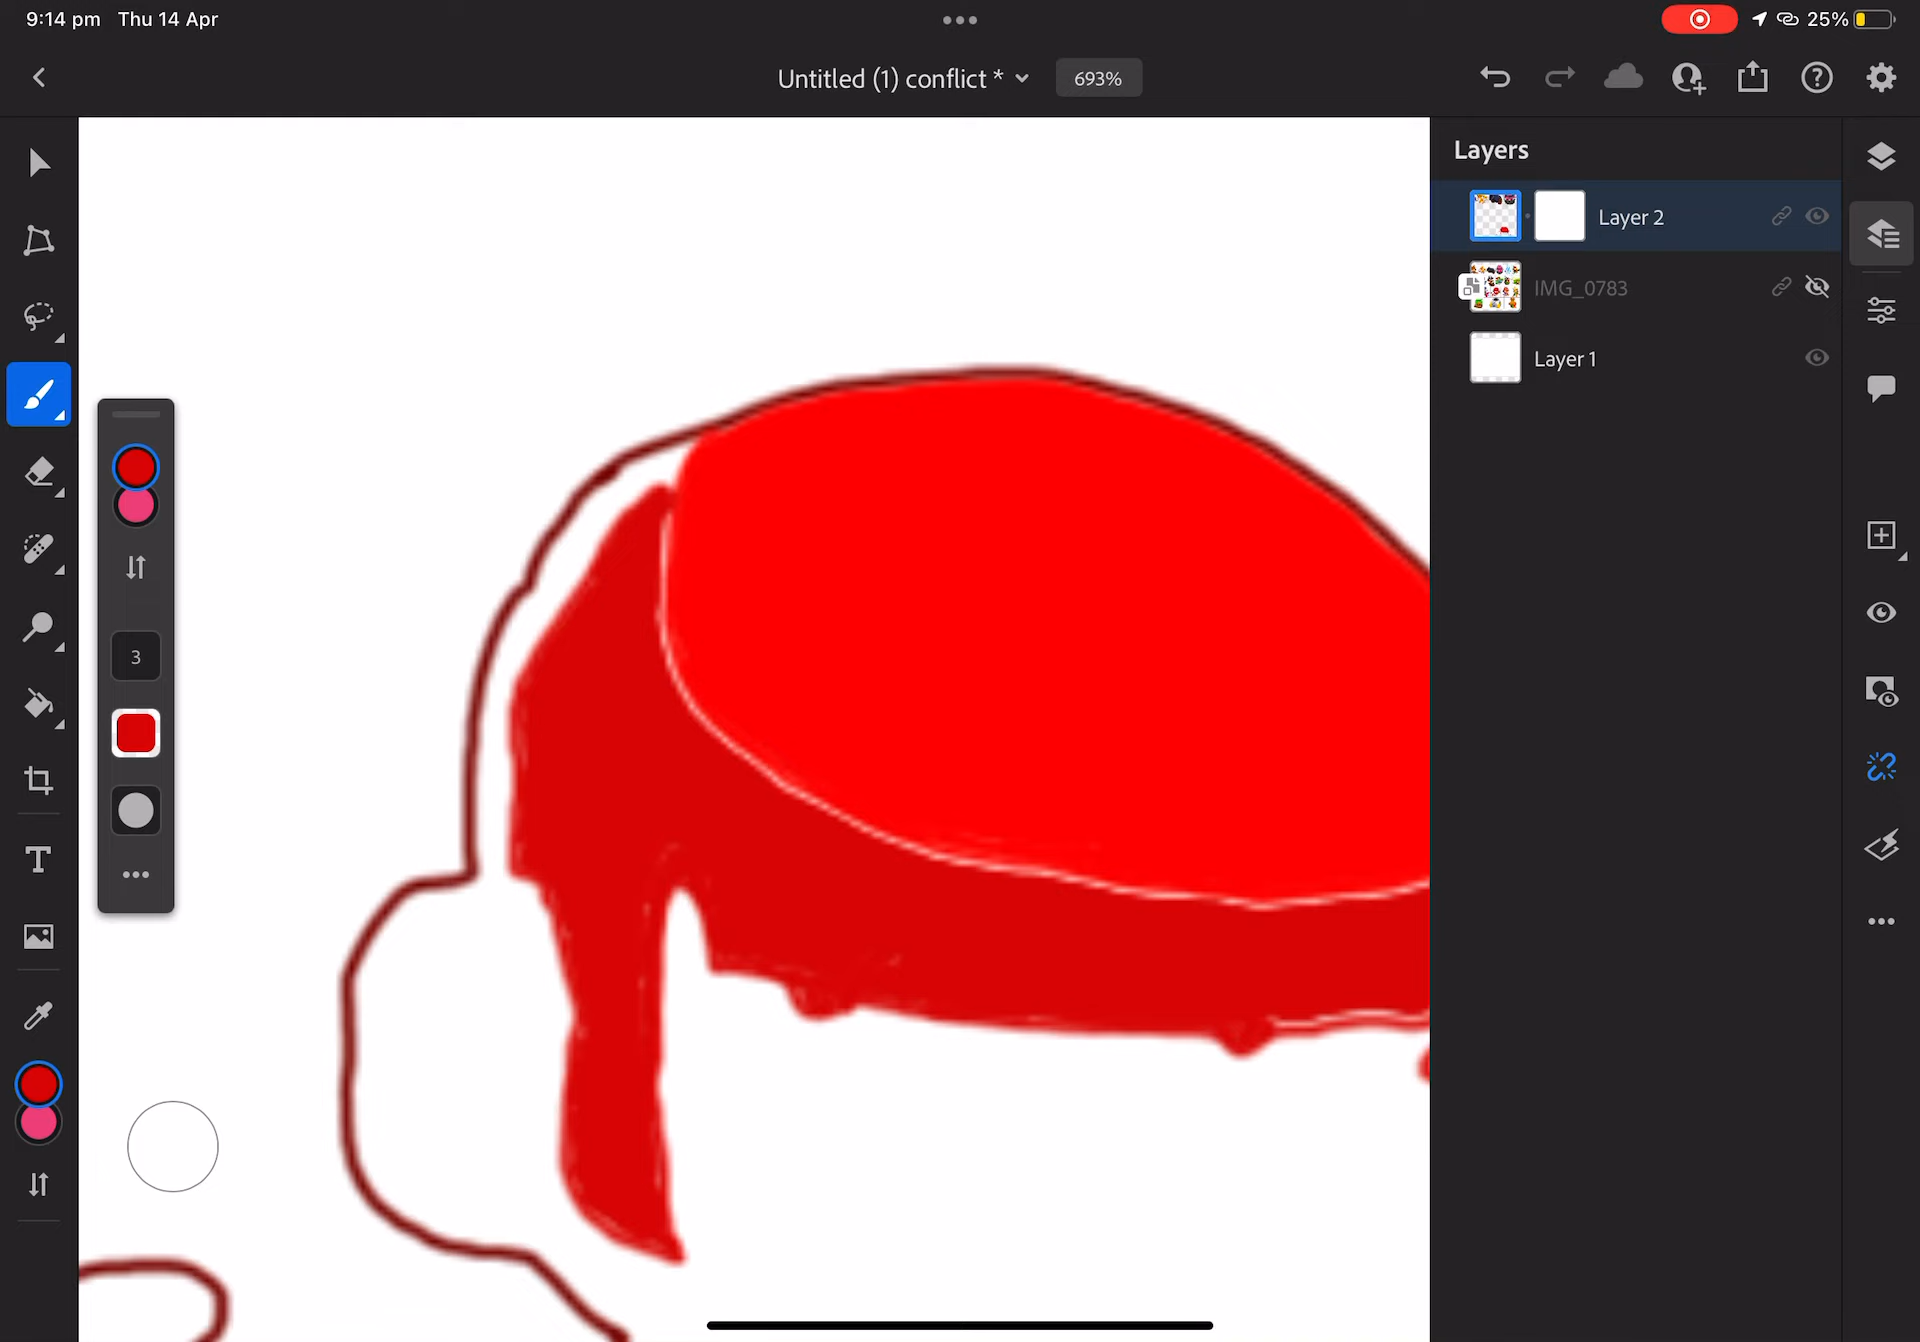 9:14 pm Thu 14 Apr
25%
Untitled (1) conflict *
693%
Layers
Layer 2
IMG_0783
Layer 1
3
T